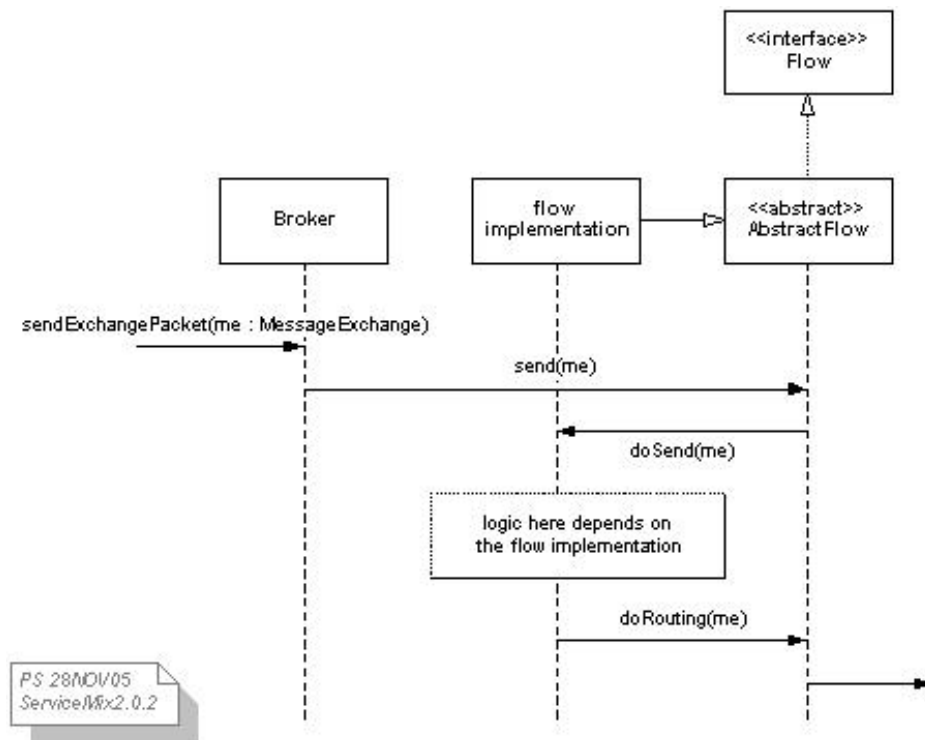 <<interface>>
Flow
Broker
flow
implementation
<<abstract>>
AbstractFlow
sendExchangePacket(me : MessageExchange)
send(me)
doSend(me)
logic here depends on
the flow implementation
doRouting(me)
PS 28NOV05
ServiceMix2.0.2